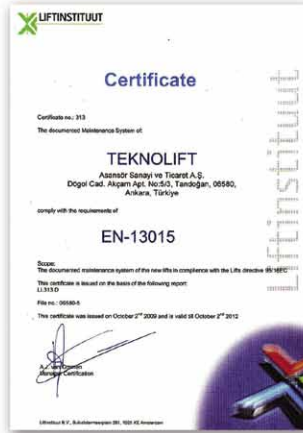 LIFTINSTITUUT
Certificate
Certificate no.: 313
The documented Maintenance System of:
TEKNOLIFT
Asansör Sanayi ve Ticaret A.Ş.
Dögol Cad. Akçam Apt. No:5/3, Tandoğan, 06580,
Ankara, Türkiye
comply with the requirements of
EN-13015
Scope:
The documented maintenance system of the new lifts in compliance with the Lifts directive 95/16/EC
This certificate is issued on the basis of the following report:
LI.313 D
File no.: 06580-5
This certificate was issued on October 2nd 2009 and is valid till October 2nd 2012
Manager Certification
Liftinstituut B.V., Amsterdam
Liftinstituut